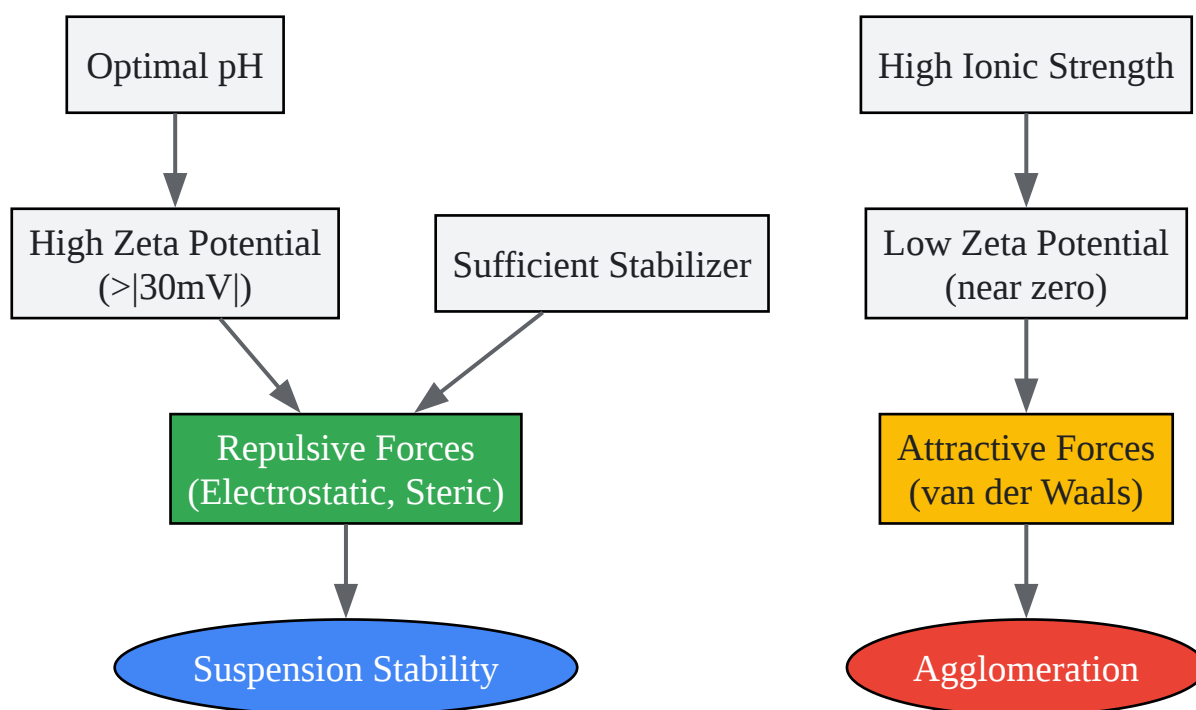 Optimal pH
High Ionic Strength
High Zeta Potential
(>|30mV|)
Sufficient Stabilizer
Low Zeta Potential
(near zero)
Repulsive Forces
(Electrostatic, Steric)
Attractive Forces
(van der Waals)
Suspension Stability
Agglomeration